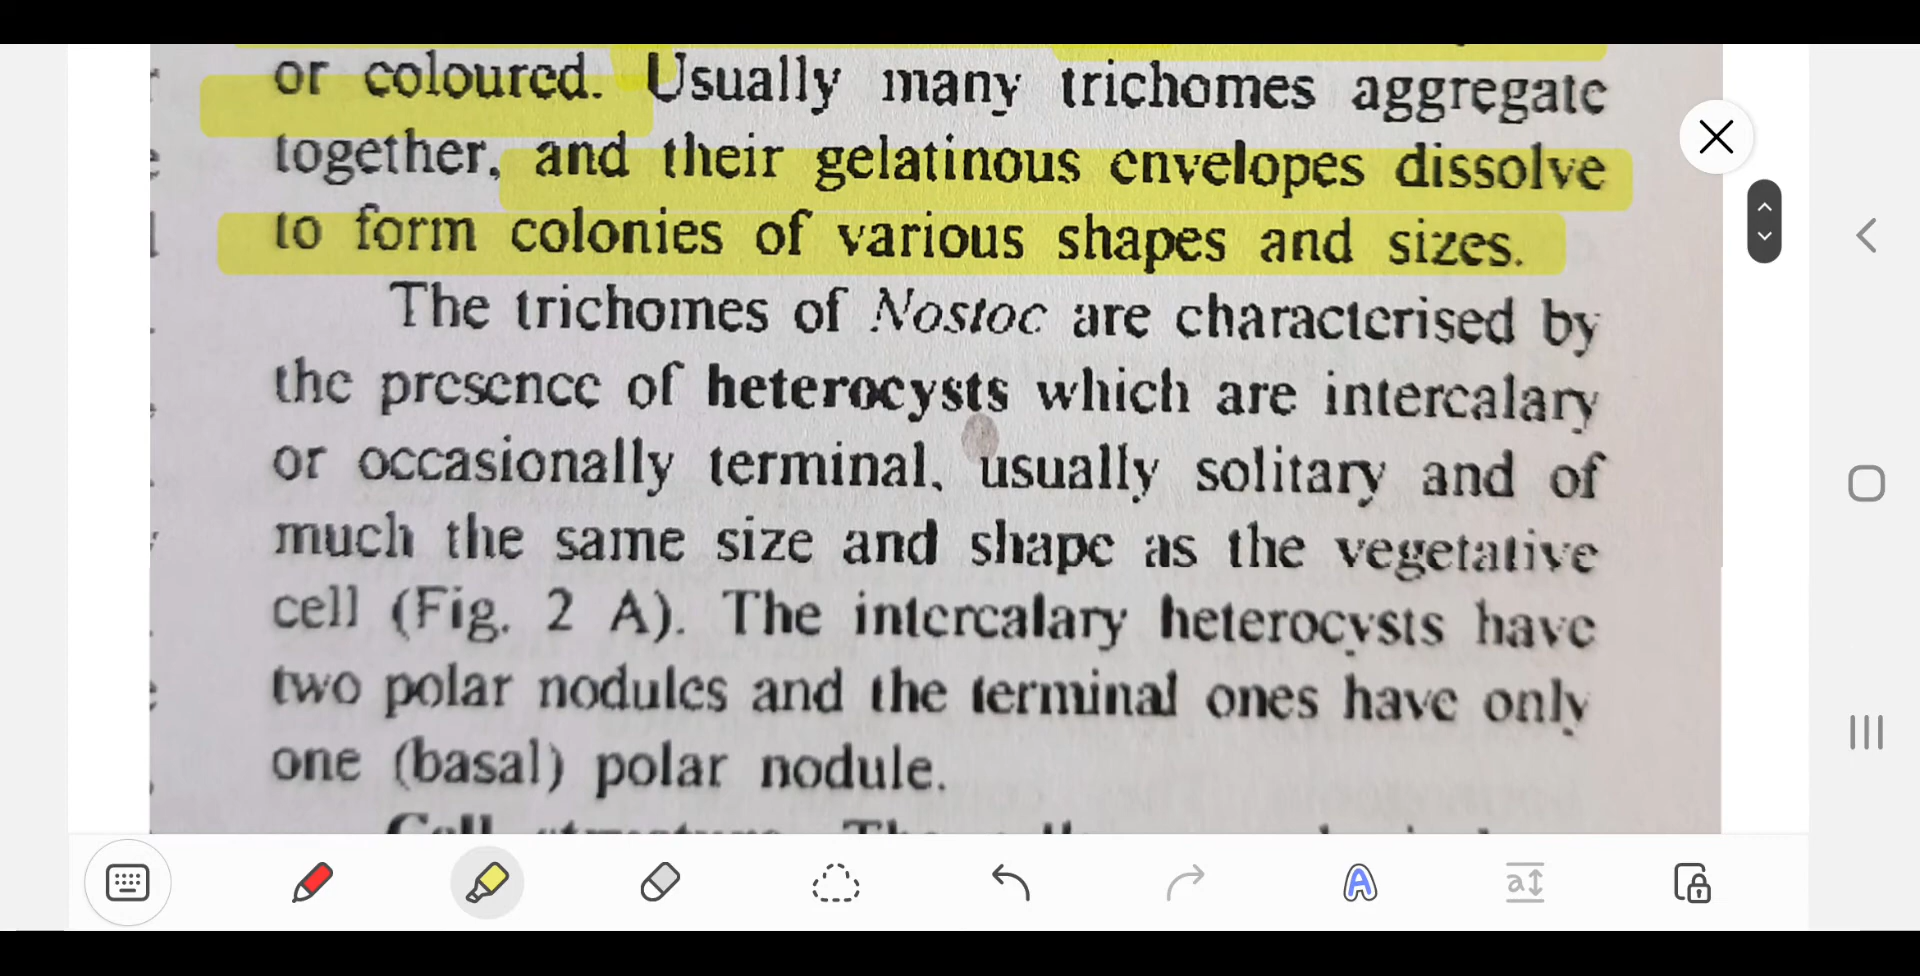 or coloured. Usually many trichomes aggregate
together, and their gelatinous envelopes dissolve
to form colonies of various shapes and sizes.
The trichomes of Nostoc are characterised by
the presence of heterocysts which are intercalary
or occasionally terminal, usually solitary and of
much the same size and shape as the vegetative
cell (Fig. 2 A). The intercalary heterocysts have
two polar nodules and the terminal ones have only
one (basal) polar nodule.